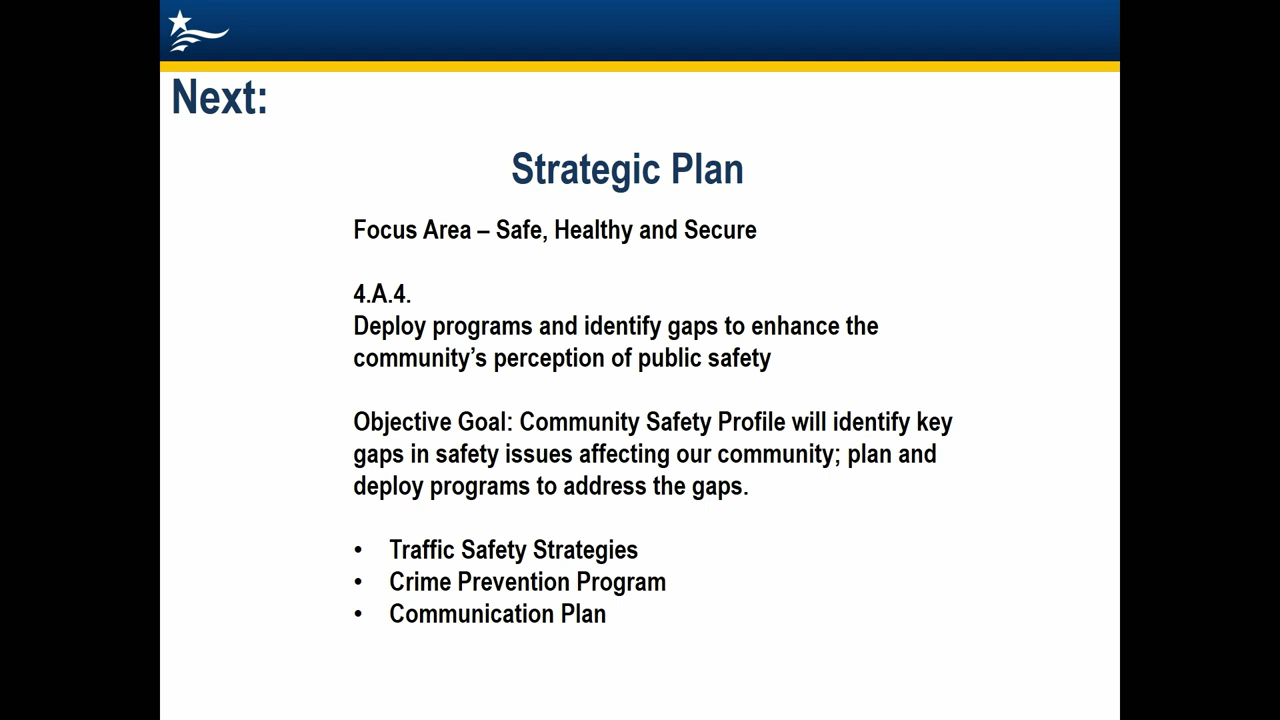 Next:
Strategic Plan
Focus Area – Safe, Healthy and Secure
4.A.4.
Deploy programs and identify gaps to enhance the
community’s perception of public safety
Objective Goal: Community Safety Profile will identify key
gaps in safety issues affecting our community; plan and
deploy programs to address the gaps.
• Traffic Safety Strategies
• Crime Prevention Program
• Communication Plan